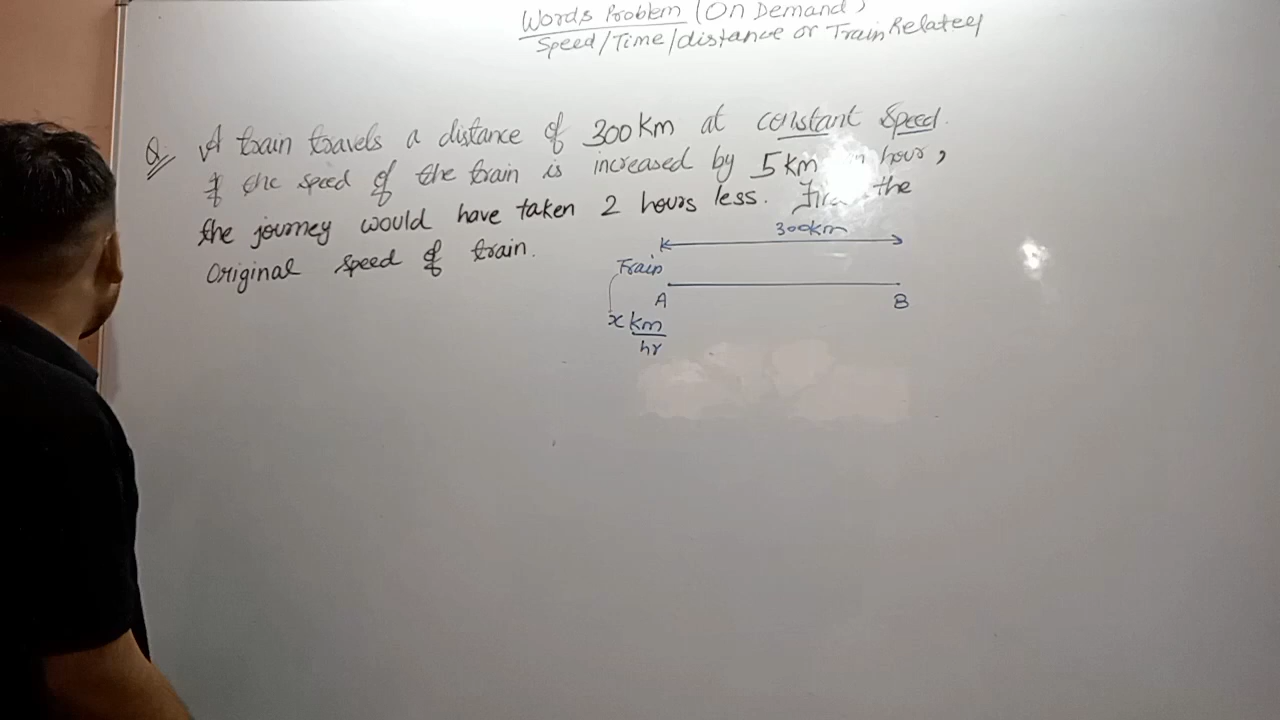 Words Problem (On Demand)
Speed/Time/distance or Train Related
Q: A train travels a distance of 300 km at constant Speed.
If the speed of the train is increased by 5 km hour,
the journey would have taken 2 hours less. the
Original speed of train.
300km
Train
A B
x km
hr